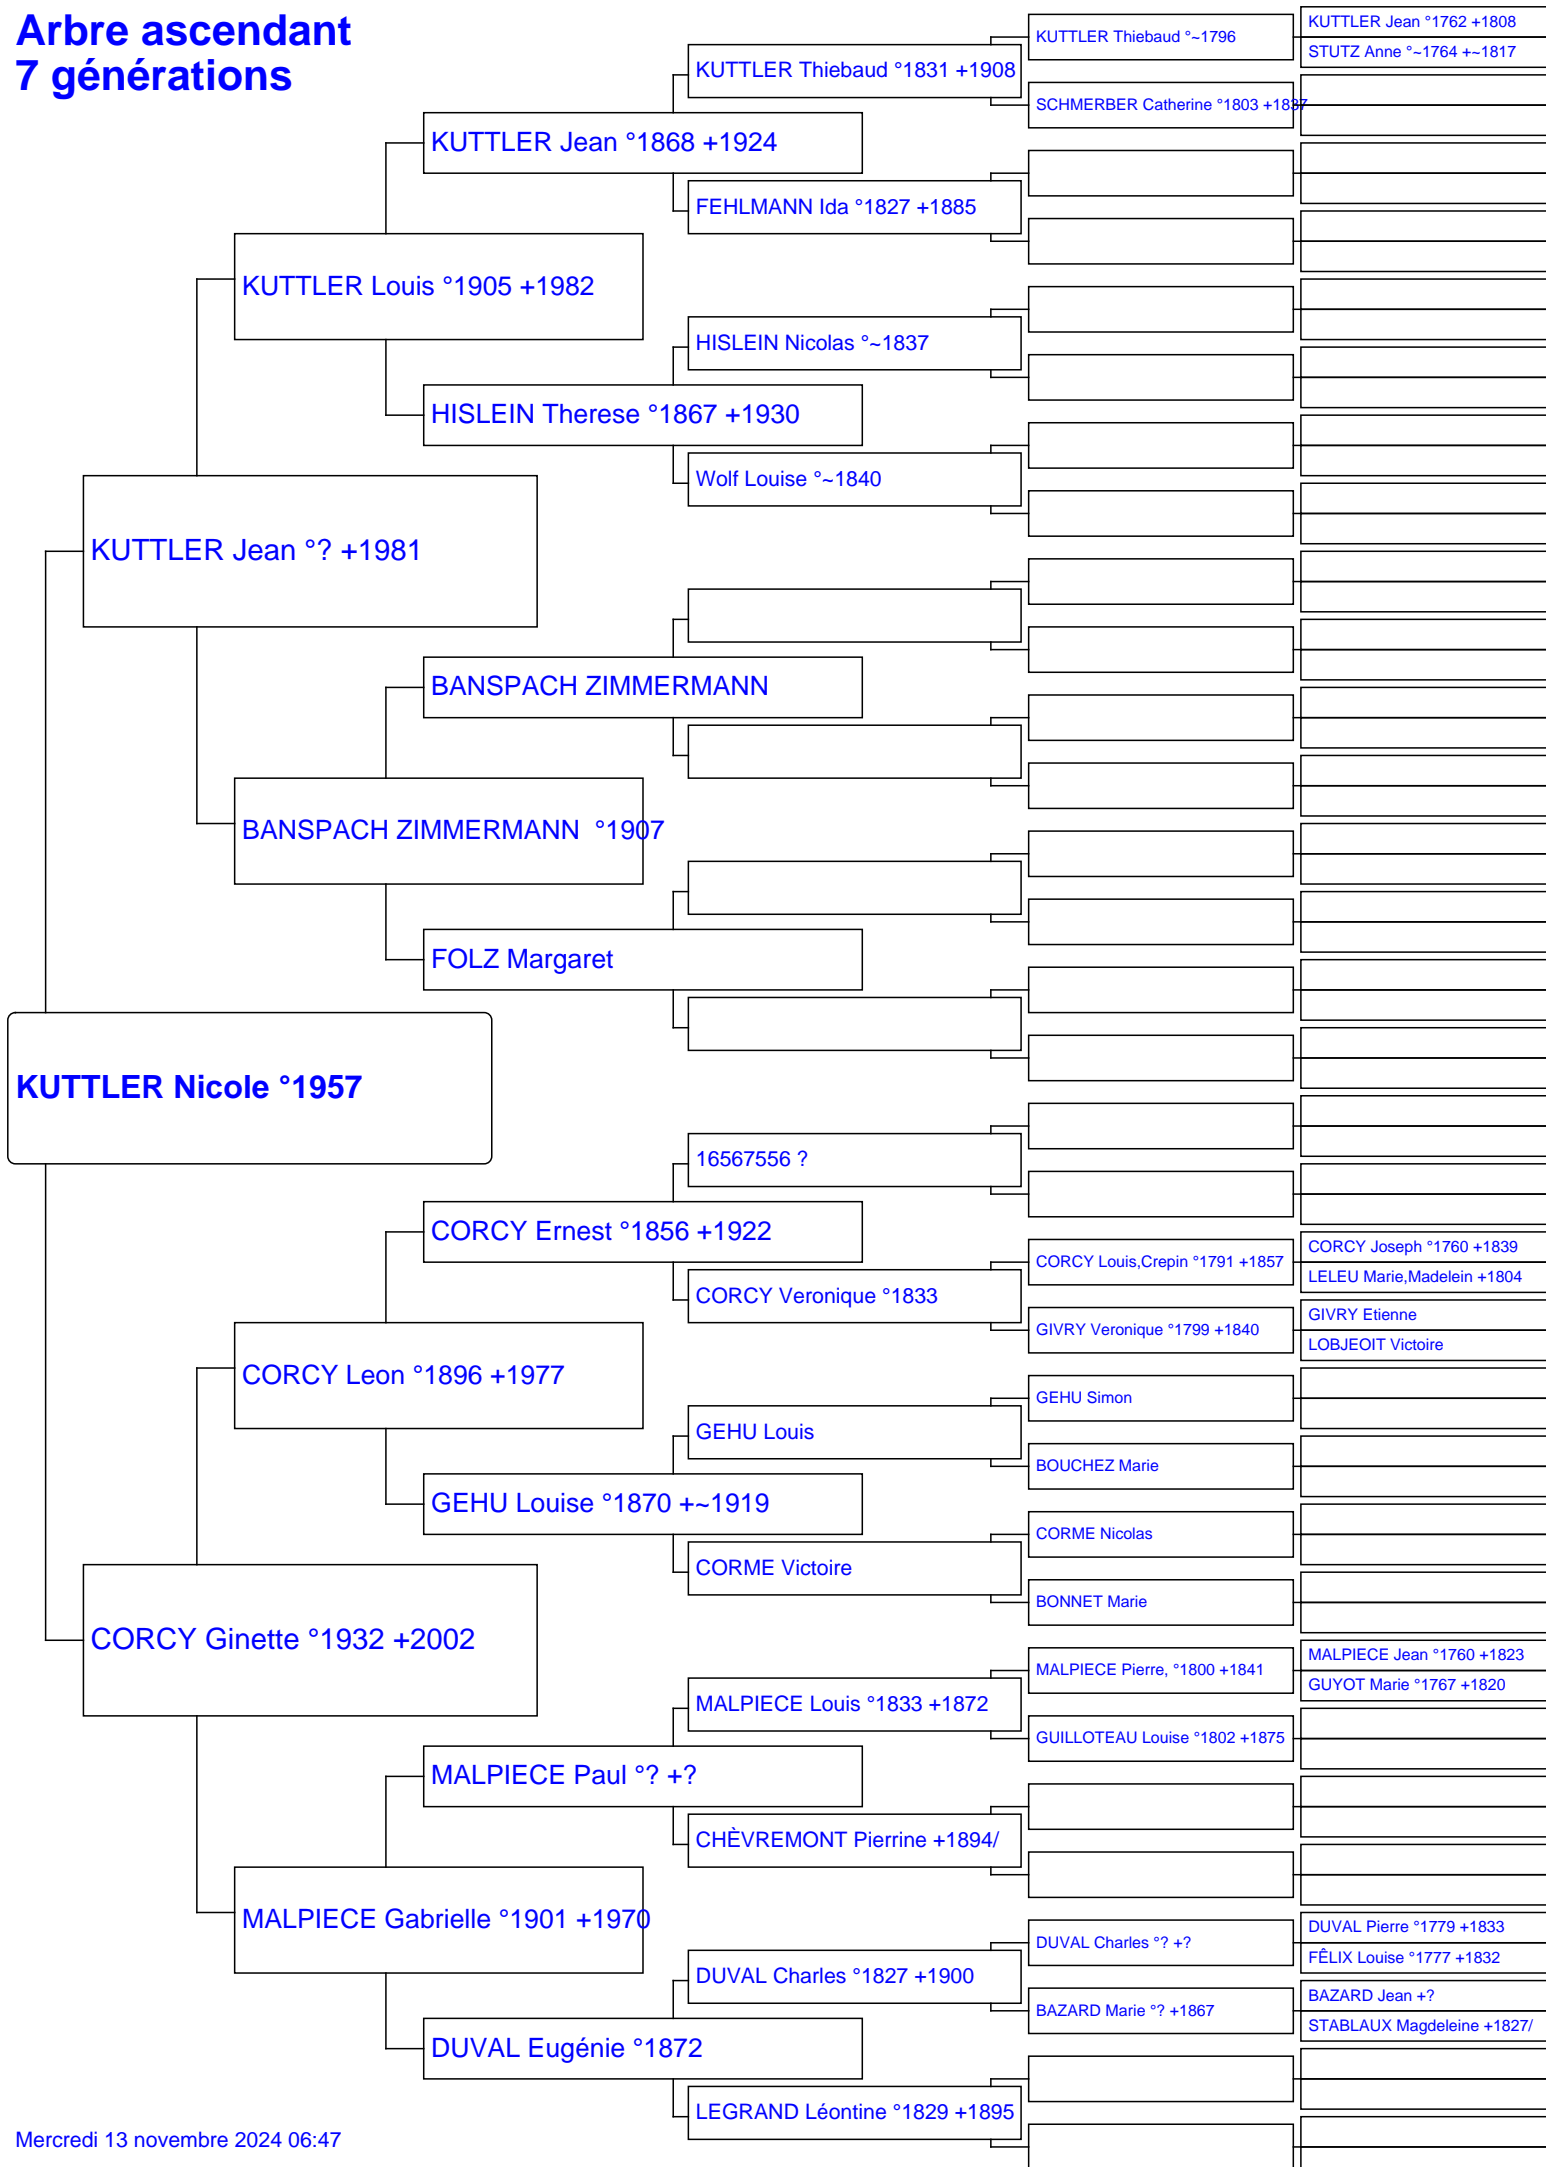 Arbre ascendant
7 générations
KUTTLER Jean °1762 +1808
KUTTLER Thiebaud °~1796
STUTZ Anne °~1764 +~1817
KUTTLER Thiebaud °1831 +1908
SCHMERBER Catherine °1803 +1837
KUTTLER Jean °1868 +1924
FEHLMANN Ida °1827 +1885
KUTTLER Louis °1905 +1982
HISLEIN Nicolas °~1837
HISLEIN Therese °1867 +1930
Wolf Louise °~1840
KUTTLER Jean °? +1981
BANSPACH ZIMMERMANN
BANSPACH ZIMMERMANN °1907
FOLZ Margaret
KUTTLER Nicole °1957
16567556 ?
CORCY Ernest °1856 +1922
CORCY Joseph °1760 +1839
CORCY Louis,Crepin °1791 +1857
LELEU Marie,Madelein +1804
CORCY Veronique °1833
GIVRY Etienne
GIVRY Veronique °1799 +1840
LOBJEOIT Victoire
CORCY Leon °1896 +1977
GEHU Simon
GEHU Louis
BOUCHEZ Marie
GEHU Louise °1870 +~1919
CORME Nicolas
CORME Victoire
BONNET Marie
CORCY Ginette °1932 +2002
MALPIECE Jean °1760 +1823
MALPIECE Pierre, °1800 +1841
GUYOT Marie °1767 +1820
MALPIECE Louis °1833 +1872
GUILLOTEAU Louise °1802 +1875
MALPIECE Paul °? +?
CHÈVREMONT Pierrine +1894/
MALPIECE Gabrielle °1901 +1970
DUVAL Pierre °1779 +1833
DUVAL Charles °? +?
FÊLIX Louise °1777 +1832
DUVAL Charles °1827 +1900
BAZARD Jean +?
BAZARD Marie °? +1867
STABLAUX Magdeleine +1827/
DUVAL Eugénie °1872
LEGRAND Léontine °1829 +1895
Mercredi 13 novembre 2024 06:47